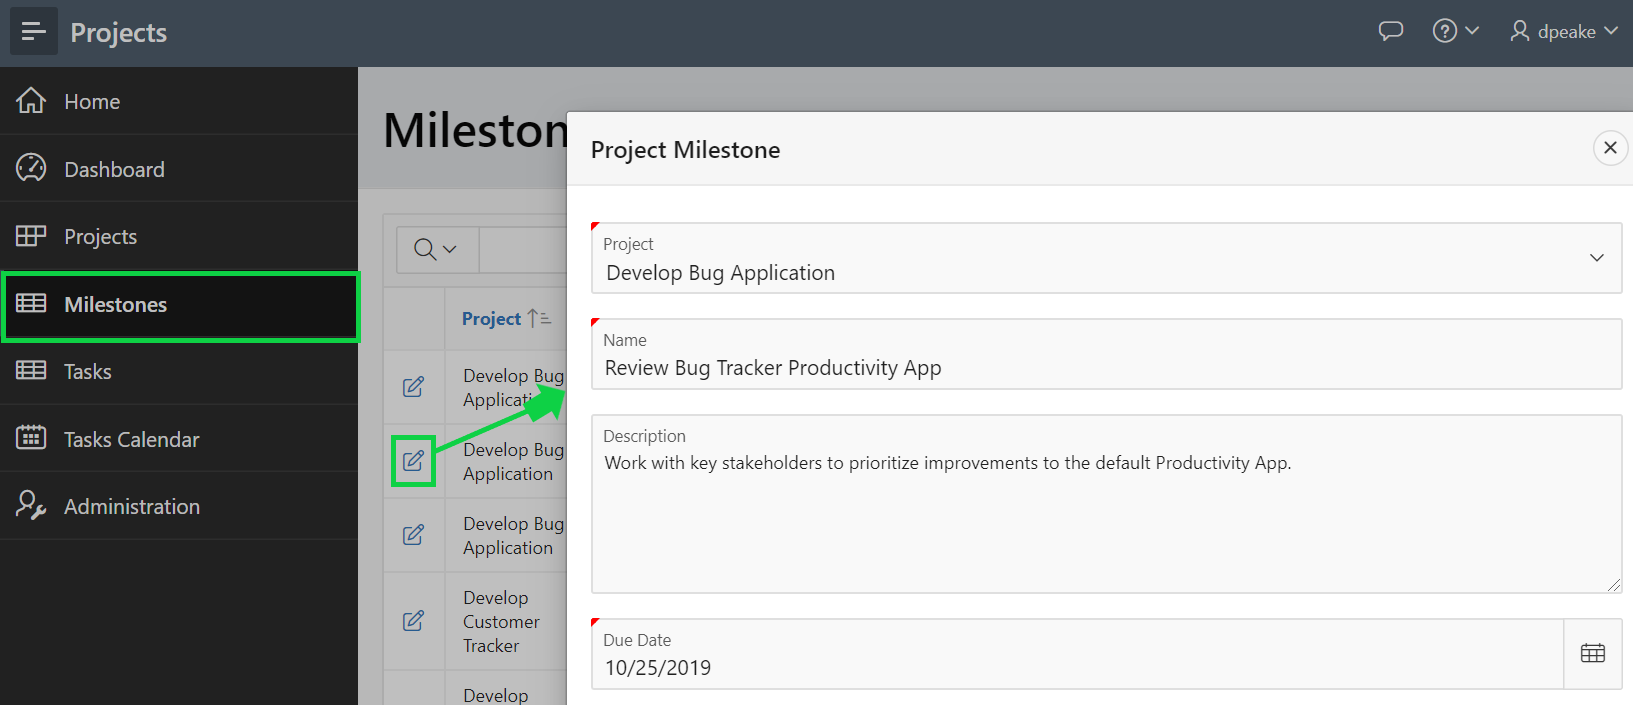 Projects
dpeake
Home
Dashboard
Projects
Milestones
Tasks
Tasks Calendar
Administration
Project
Develop Bug
Develop Bug
Application
Develop Bug
Application
Develop
Customer
Tracker
Develop
Project Milestone
Project
Develop Bug Application
Name
Review Bug Tracker Productivity App
Description
Work with key stakeholders to prioritize improvements to the default Productivity App.
Due Date
10/25/2019